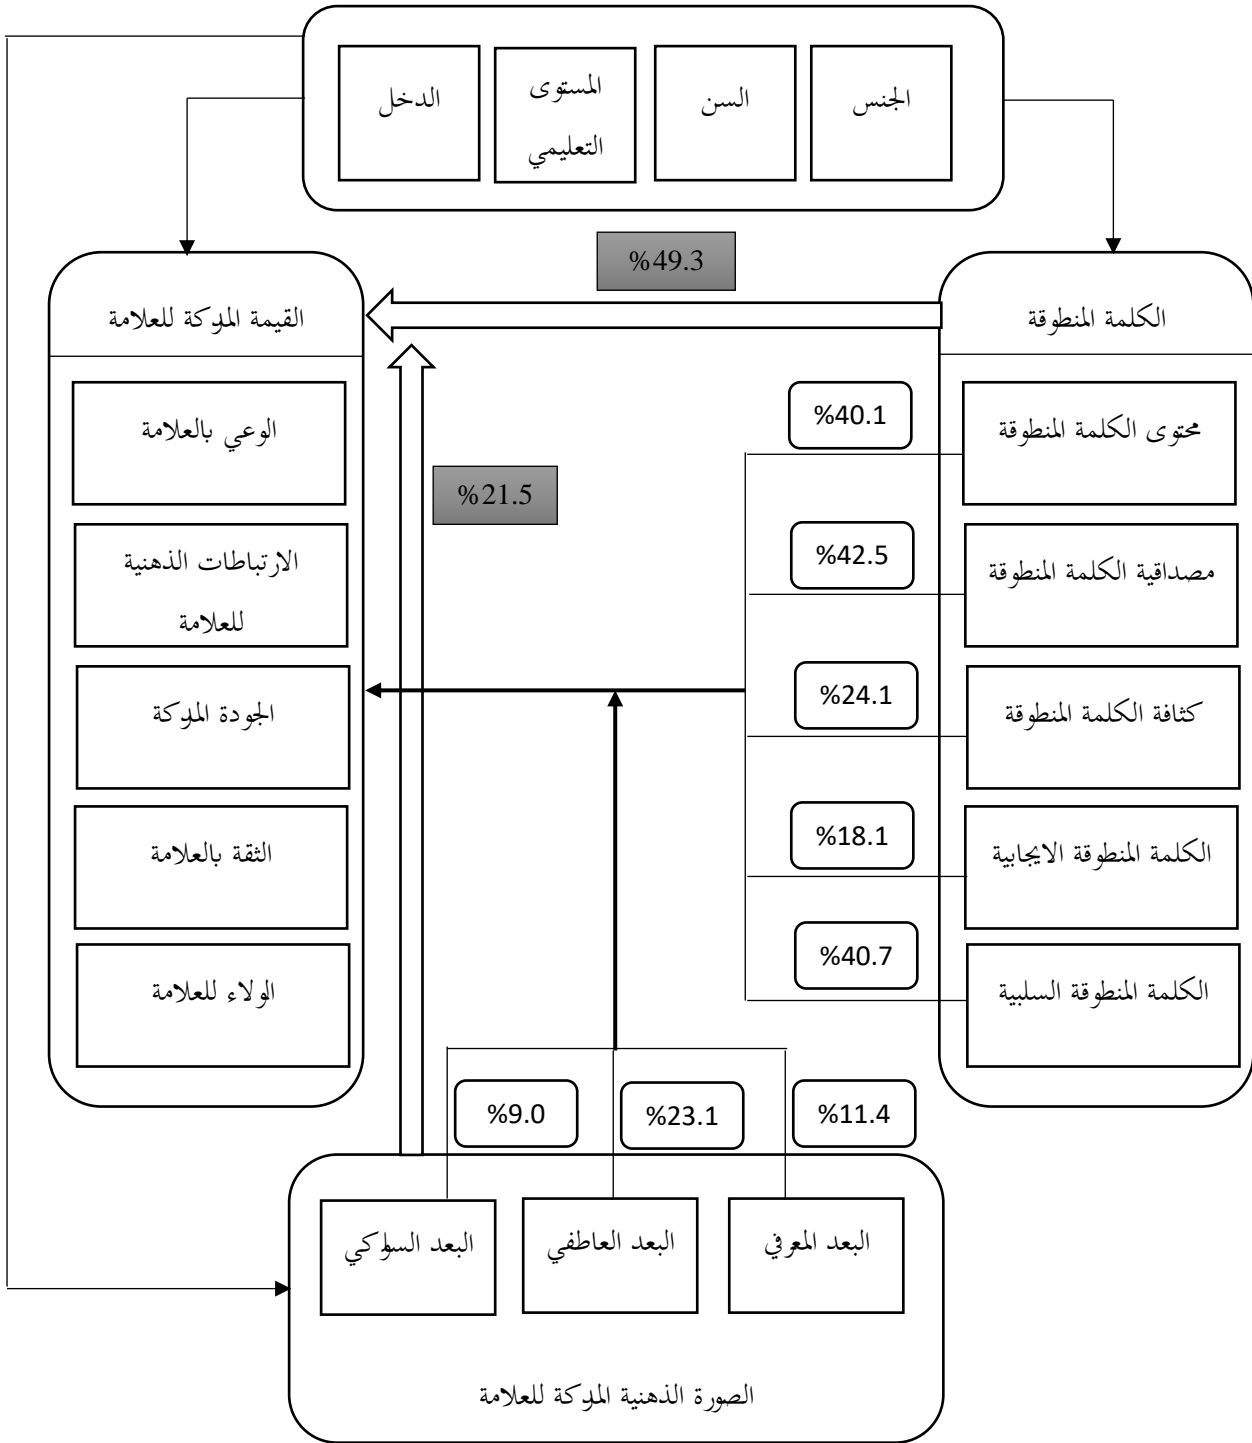 الجنس
السن
المستوى
التعليمي
الدخل
%49.3
الكلمة المنطوقة
القيمة المدركة للعلامة
محتوى الكلمة المنطوقة
%40.1
الوعي بالعلامة
%21.5
مصداقية الكلمة المنطوقة
%42.5
الارتباطات الذهنية
للعلامة
كثافة الكلمة المنطوقة
%24.1
الجودة المدركة
الكلمة المنطوقة الايجابية
%18.1
الثقة بالعلامة
الكلمة المنطوقة السلبية
%40.7
الولاء للعلامة
%11.4
%23.1
%9.0
البعد المعرفي
البعد العاطفي
البعد السلوكي
الصورة الذهنية المدركة للعلامة